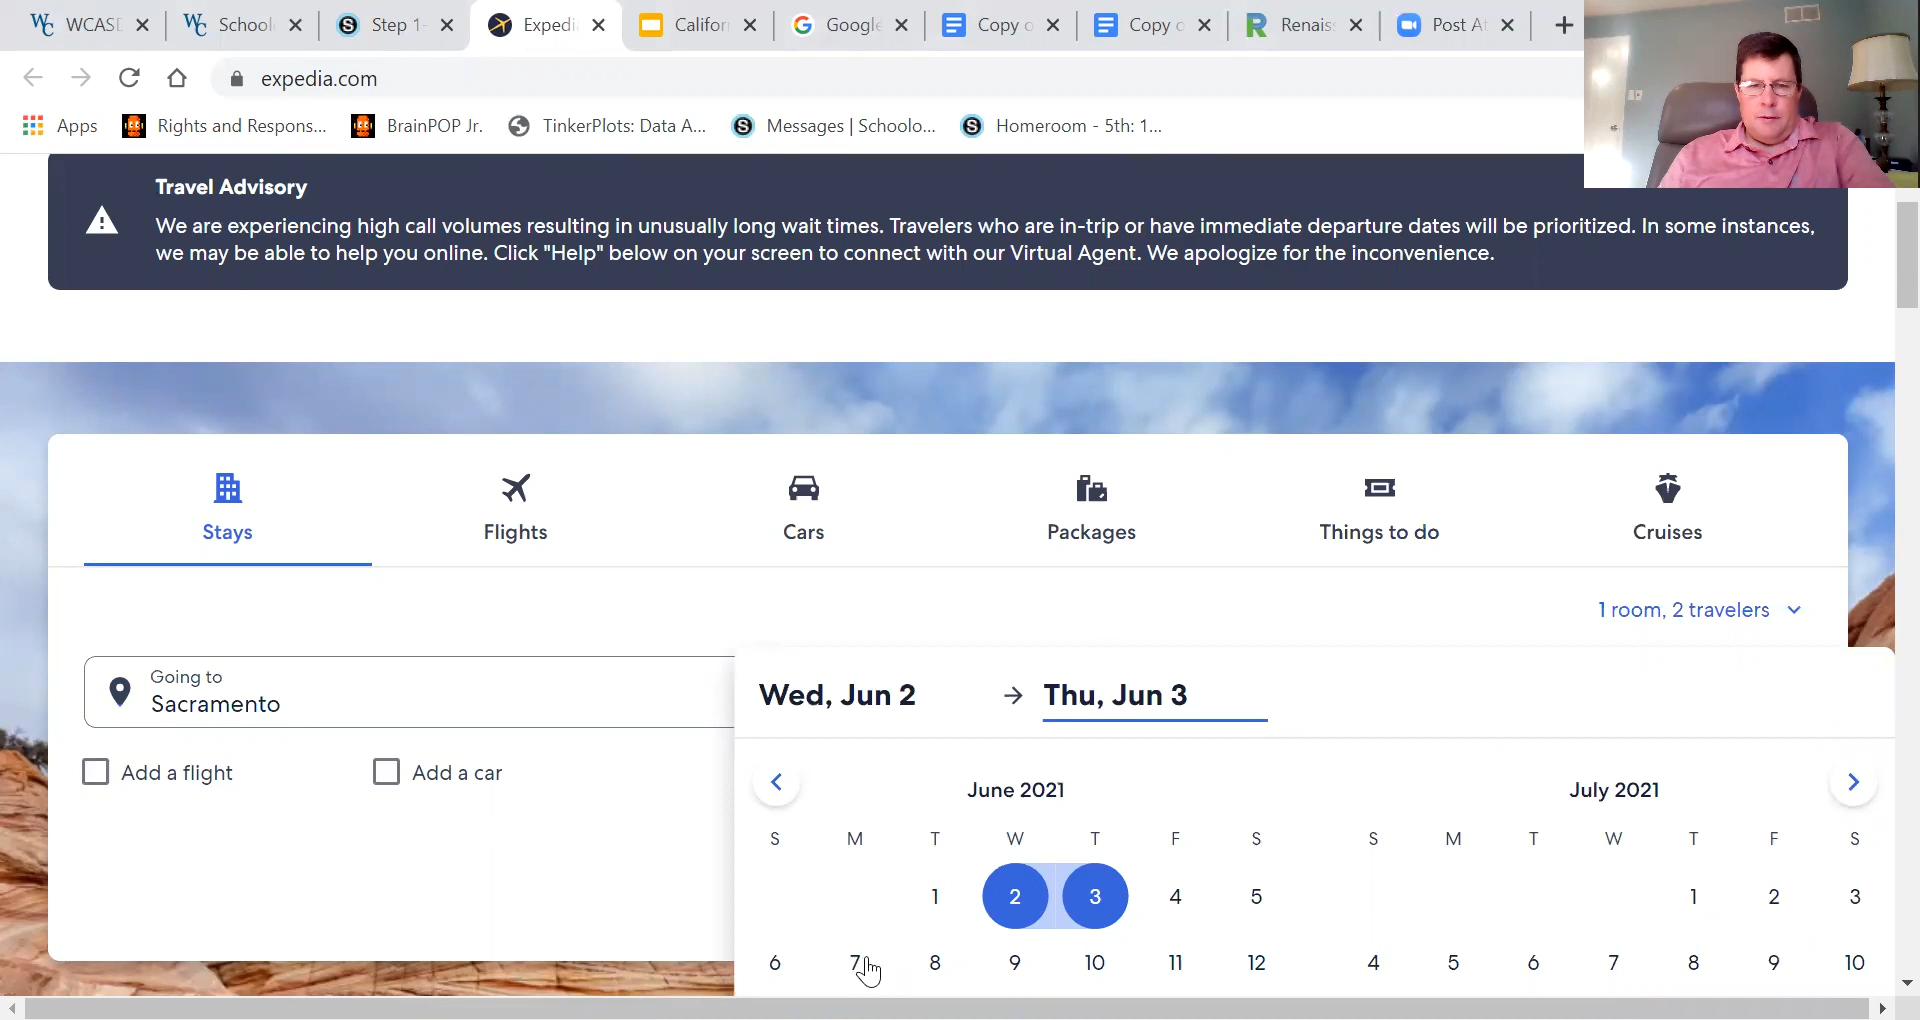 WCASD
School
Step 1-
Expedi
Califor
Google
Copy o
Copy o
Renais
Post At
expedia.com
Apps
Rights and Respons...
BrainPOP Jr.
TinkerPlots: Data A...
Messages | Schoolo...
Homeroom - 5th: 1...
Travel Advisory
We are experiencing high call volumes resulting in unusually long wait times. Travelers who are in-trip or have immediate departure dates will be prioritized. In some instances,
we may be able to help you online. Click "Help" below on your screen to connect with our Virtual Agent. We apologize for the inconvenience.
Stays
Flights
Cars
Packages
Things to do
Cruises
1 room, 2 travelers
Going to
Sacramento
Wed, Jun 2
Thu, Jun 3
Add a flight
Add a car
June 2021
July 2021
S M T W T F S
S M T W T F S
1 2 3 4 5
1 2 3
6 7 8 9 10 11 12
4 5 6 7 8 9 10